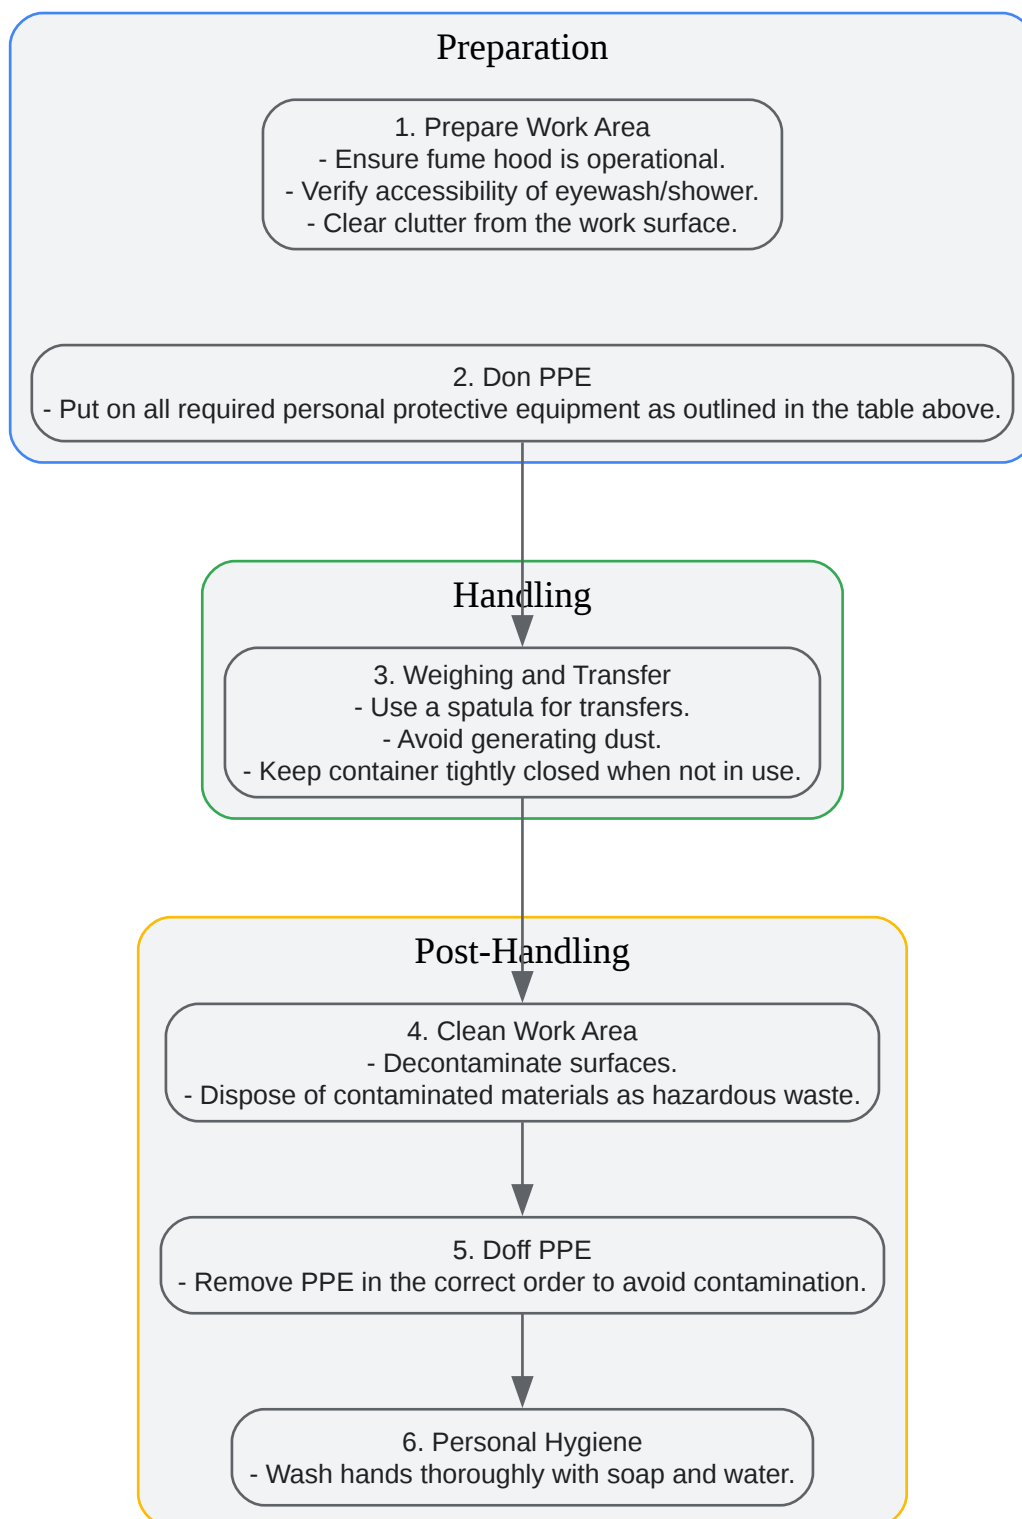 Preparation
1. Prepare Work Area
- Ensure fume hood is operational.
- Verify accessibility of eyewash/shower.
- Clear clutter from the work surface.
2. Don PPE
- Put on all required personal protective equipment as outlined in the table above.
Handling
3. Weighing and Transfer
- Use a spatula for transfers.
- Avoid generating dust.
- Keep container tightly closed when not in use.
Post-Handling
4. Clean Work Area
- Decontaminate surfaces.
- Dispose of contaminated materials as hazardous waste.
5. Doff PPE
- Remove PPE in the correct order to avoid contamination.
6. Personal Hygiene
- Wash hands thoroughly with soap and water.